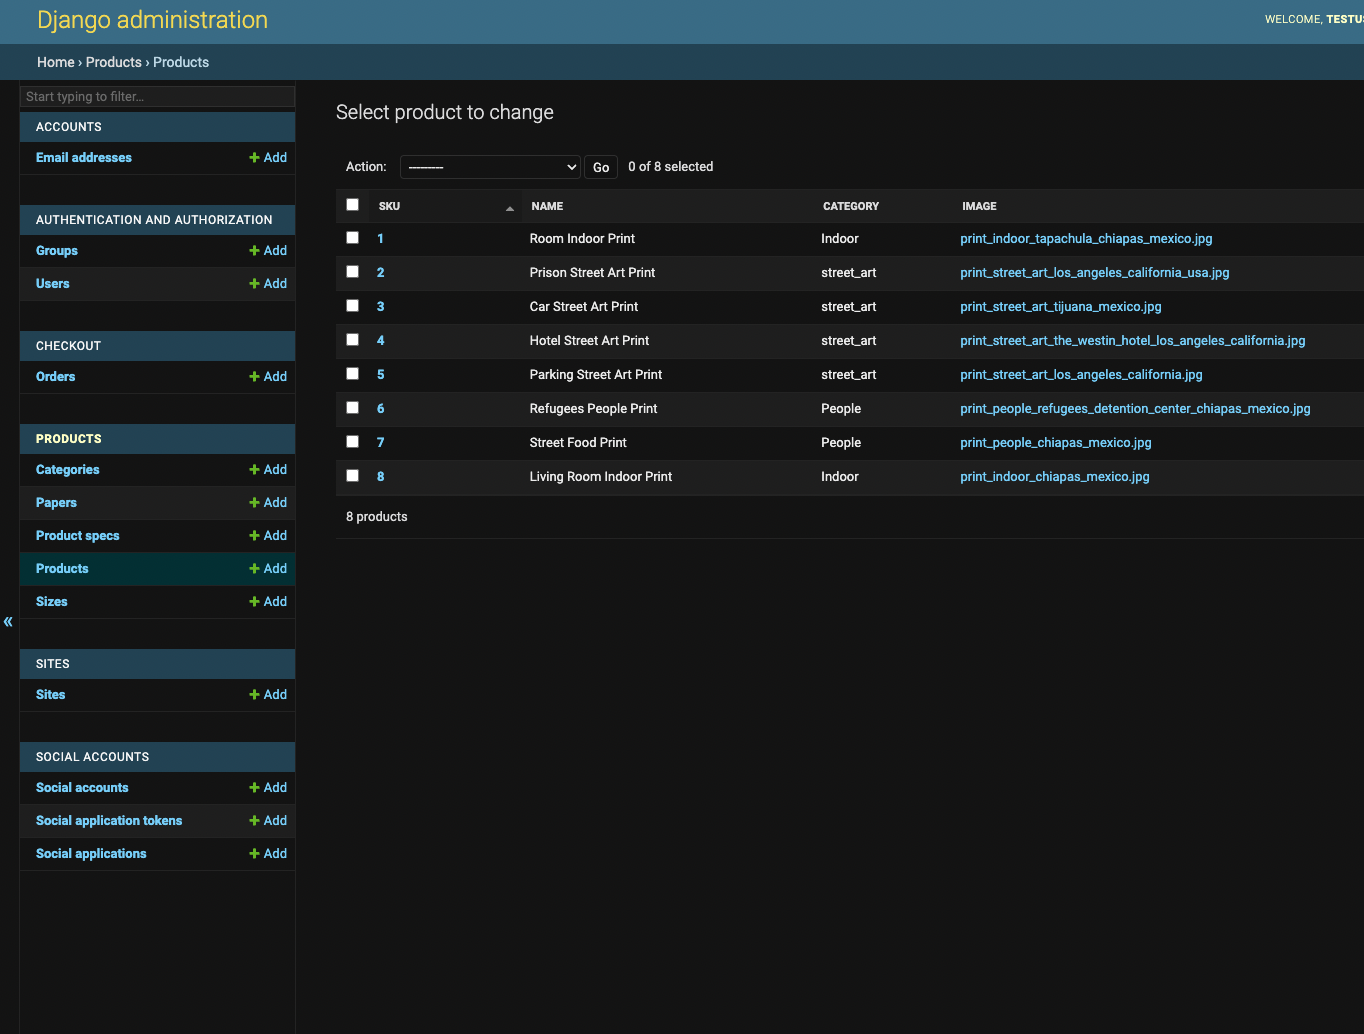 Django administration
WELCOME, TESTUS
Home › Products › Products
Start typing to filter...
ACCOUNTS
Email addresses + Add
AUTHENTICATION AND AUTHORIZATION
Groups + Add
Users + Add
CHECKOUT
Orders + Add
PRODUCTS
Categories + Add
Papers + Add
Product specs + Add
Products + Add
Sizes + Add
«
SITES
Sites + Add
SOCIAL ACCOUNTS
Social accounts + Add
Social application tokens + Add
Social applications + Add
Select product to change
Action: --------- Go 0 of 8 selected
SKU NAME CATEGORY IMAGE
1 Room Indoor Print Indoor print_indoor_tapachula_chiapas_mexico.jpg
2 Prison Street Art Print street_art print_street_art_los_angeles_california_usa.jpg
3 Car Street Art Print street_art print_street_art_tijuana_mexico.jpg
4 Hotel Street Art Print street_art print_street_art_the_westin_hotel_los_angeles_california.jpg
5 Parking Street Art Print street_art print_street_art_los_angeles_california.jpg
6 Refugees People Print People print_people_refugees_detention_center_chiapas_mexico.jpg
7 Street Food Print People print_people_chiapas_mexico.jpg
8 Living Room Indoor Print Indoor print_indoor_chiapas_mexico.jpg
8 products